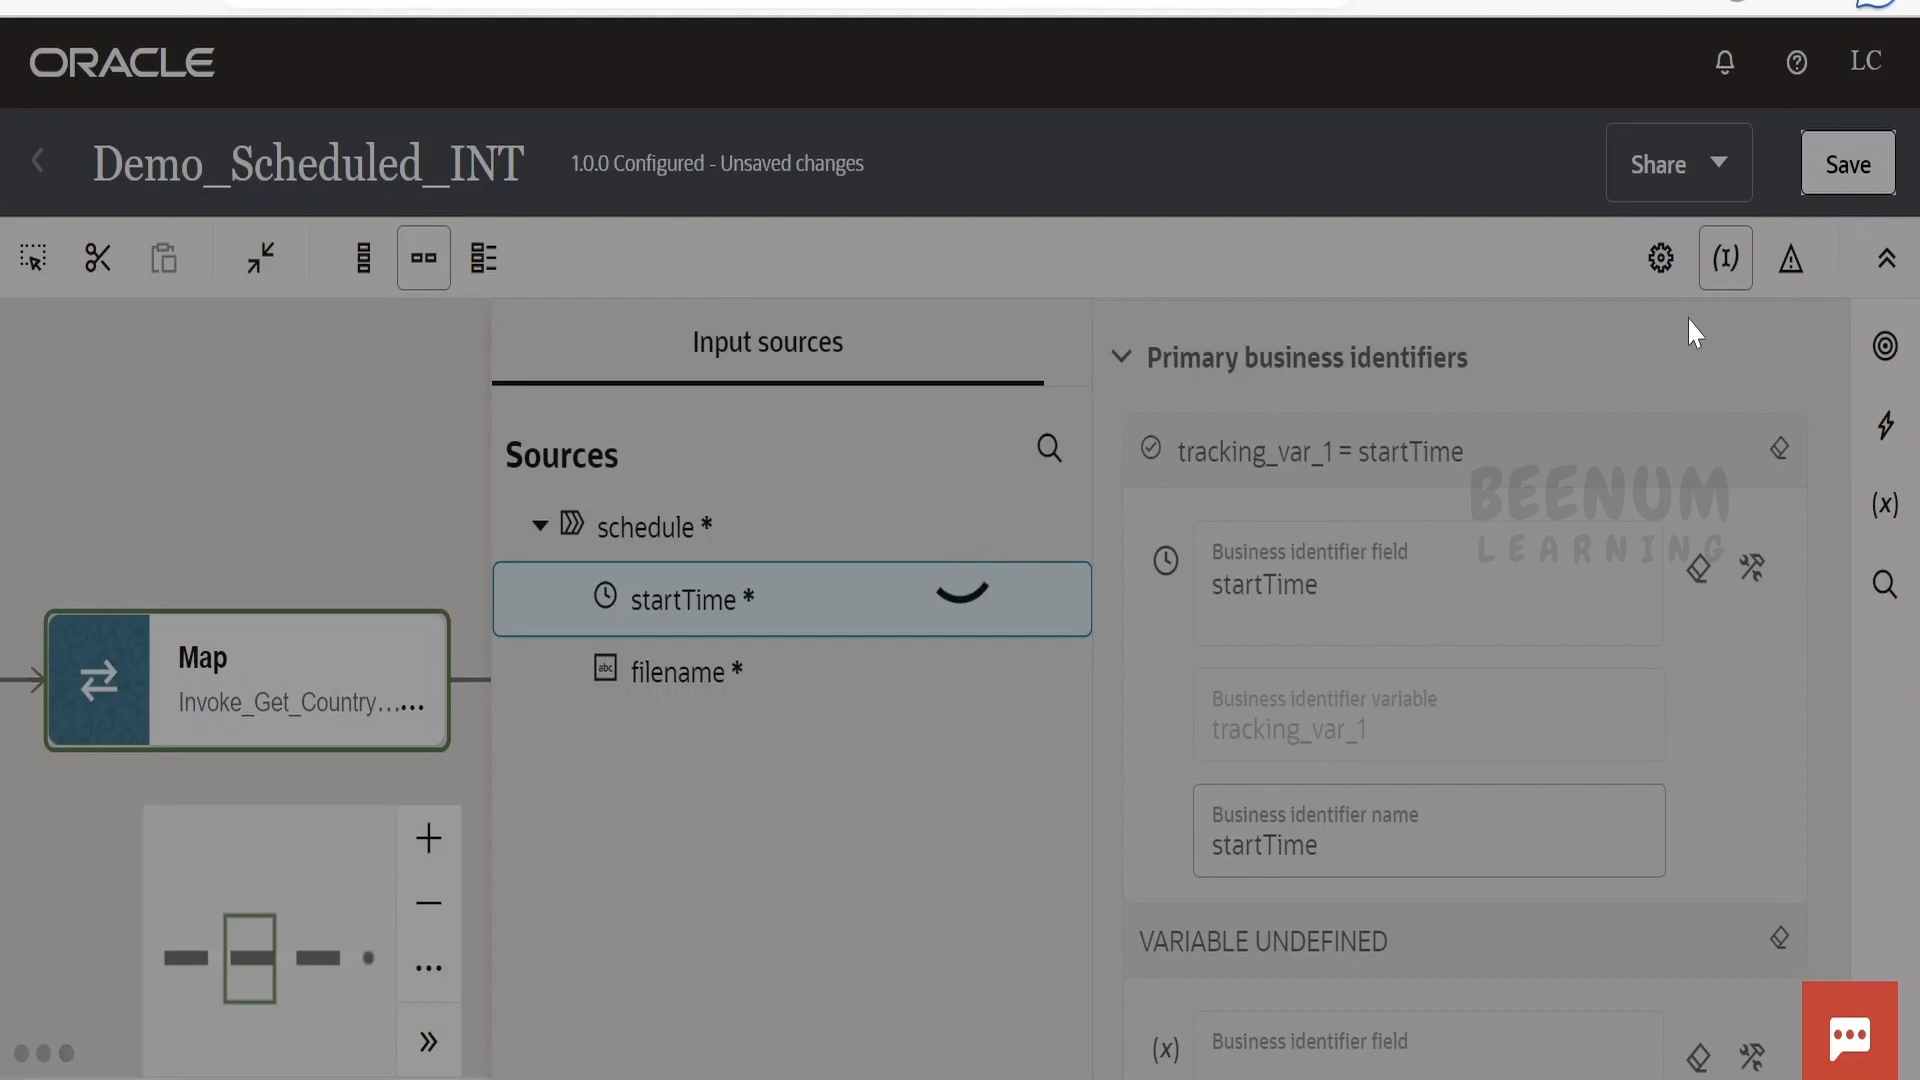 ORACLE
LC
Demo_Scheduled_INT
1.0.0 Configured - Unsaved changes
Share
Save
(I)
Input sources
Primary business identifiers
Sources
tracking_var_1 = startTime
BEENUM
LEARNING
schedule *
Business identifier field
startTime
(x)
startTime *
filename *
abc
Map
Invoke_Get_Country...
Business identifier variable
tracking_var_1
Business identifier name
startTime
VARIABLE UNDEFINED
(x)
Business identifier field